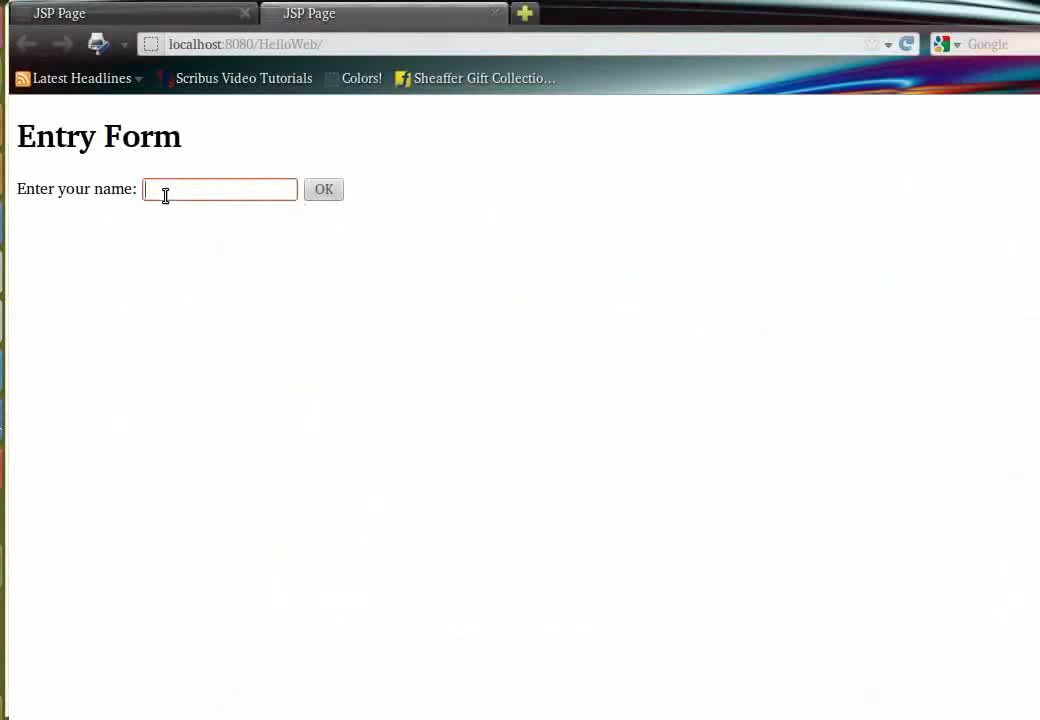 JSP Page
JSP Page
localhost:8080/HelloWeb/
Google
Latest Headlines
Scribus Video Tutorials
Colors!
Sheaffer Gift Collectio...
Entry Form
Enter your name:
OK